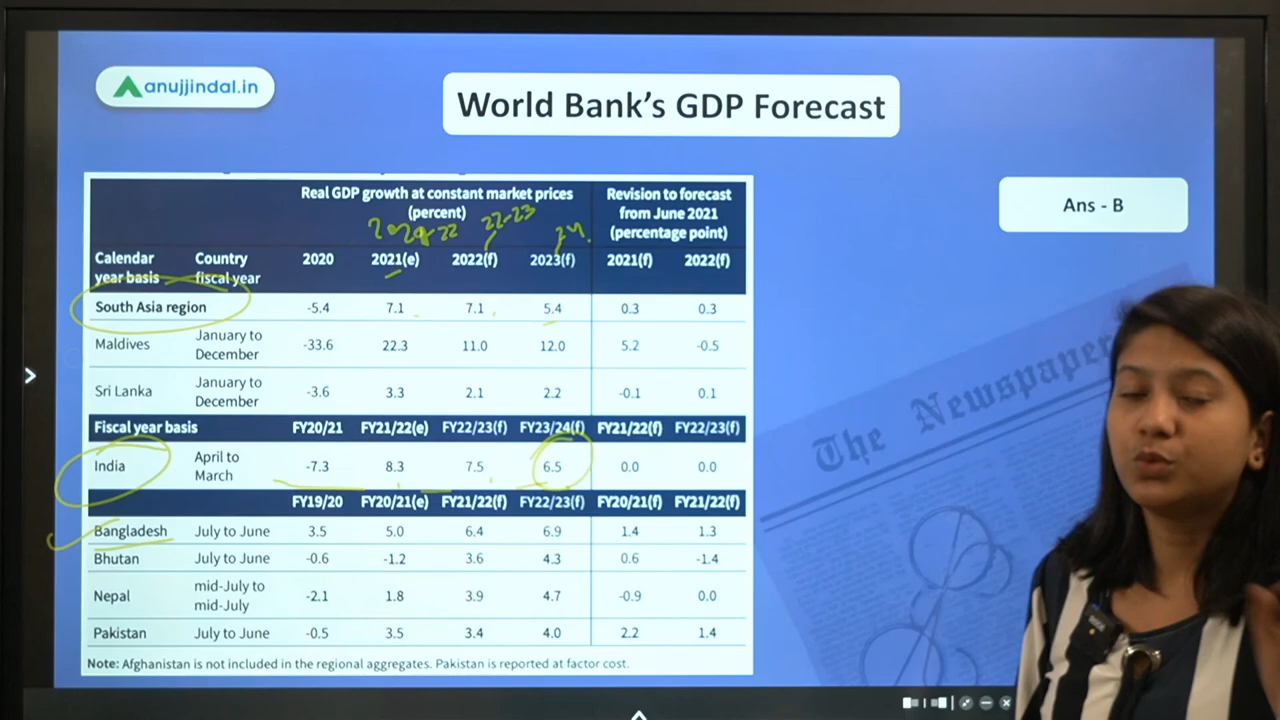 anujjindal.in
World Bank's GDP Forecast
Ans - B
Real GDP growth at constant market prices (percent) Revision to forecast from June 2021 (percentage point)
22-23
24.
Calendar year basis Country fiscal year 2020 2021(e) 2022(f) 2023(f) 2021(f) 2022(f)
South Asia region -5.4 7.1 7.1 5.4 0.3 0.3
Maldives January to December -33.6 22.3 11.0 12.0 5.2 -0.5
Sri Lanka January to December -3.6 3.3 2.1 2.2 -0.1 0.1
Fiscal year basis FY20/21 FY21/22(e) FY22/23(f) FY23/24(f) FY21/22(f) FY22/23(f)
India April to March -7.3 8.3 7.5 6.5 0.0 0.0
FY19/20 FY20/21(e) FY21/22(f) FY22/23(f) FY20/21(f) FY21/22(f)
Bangladesh July to June 3.5 5.0 6.4 6.9 1.4 1.3
Bhutan July to June -0.6 -1.2 3.6 4.3 0.6 -1.4
Nepal mid-July to mid-July -2.1 1.8 3.9 4.7 -0.9 0.0
Pakistan July to June -0.5 3.5 3.4 4.0 2.2 1.4
Note: Afghanistan is not included in the regional aggregates. Pakistan is reported at factor cost.
The Newspaper